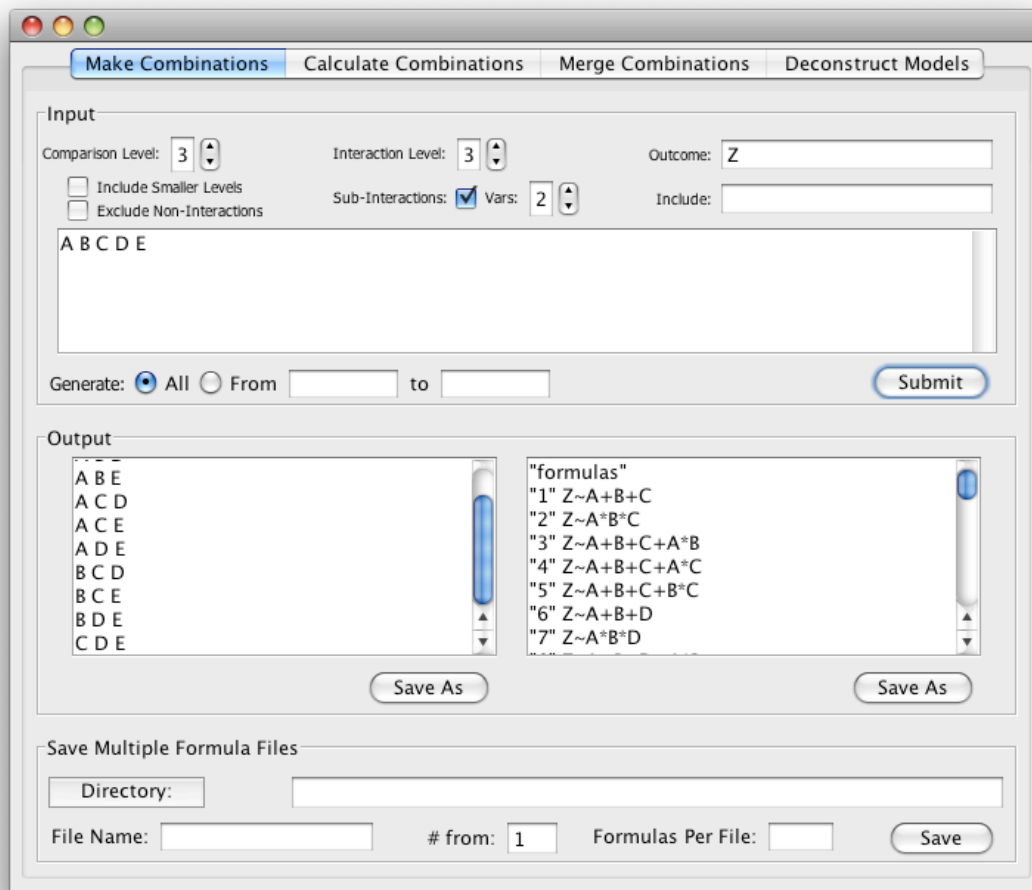 Make Combinations Calculate Combinations Merge Combinations Deconstruct Models
Input
Comparison Level: 3 Interaction Level: 3 Outcome: Z
Include Smaller Levels
Sub-Interactions: Vars: 2 Include:
Exclude Non-Interactions
A B C D E
Generate: All From to Submit
Output
A B E
A C D
A C E
A D E
B C D
B C E
B D E
C D E
"formulas"
"1" Z~A+B+C
"2" Z~A*B*C
"3" Z~A+B+C+A*B
"4" Z~A+B+C+A*C
"5" Z~A+B+C+B*C
"6" Z~A+B+D
"7" Z~A*B*D
Save As Save As
Save Multiple Formula Files
Directory:
File Name: # from: 1 Formulas Per File: Save